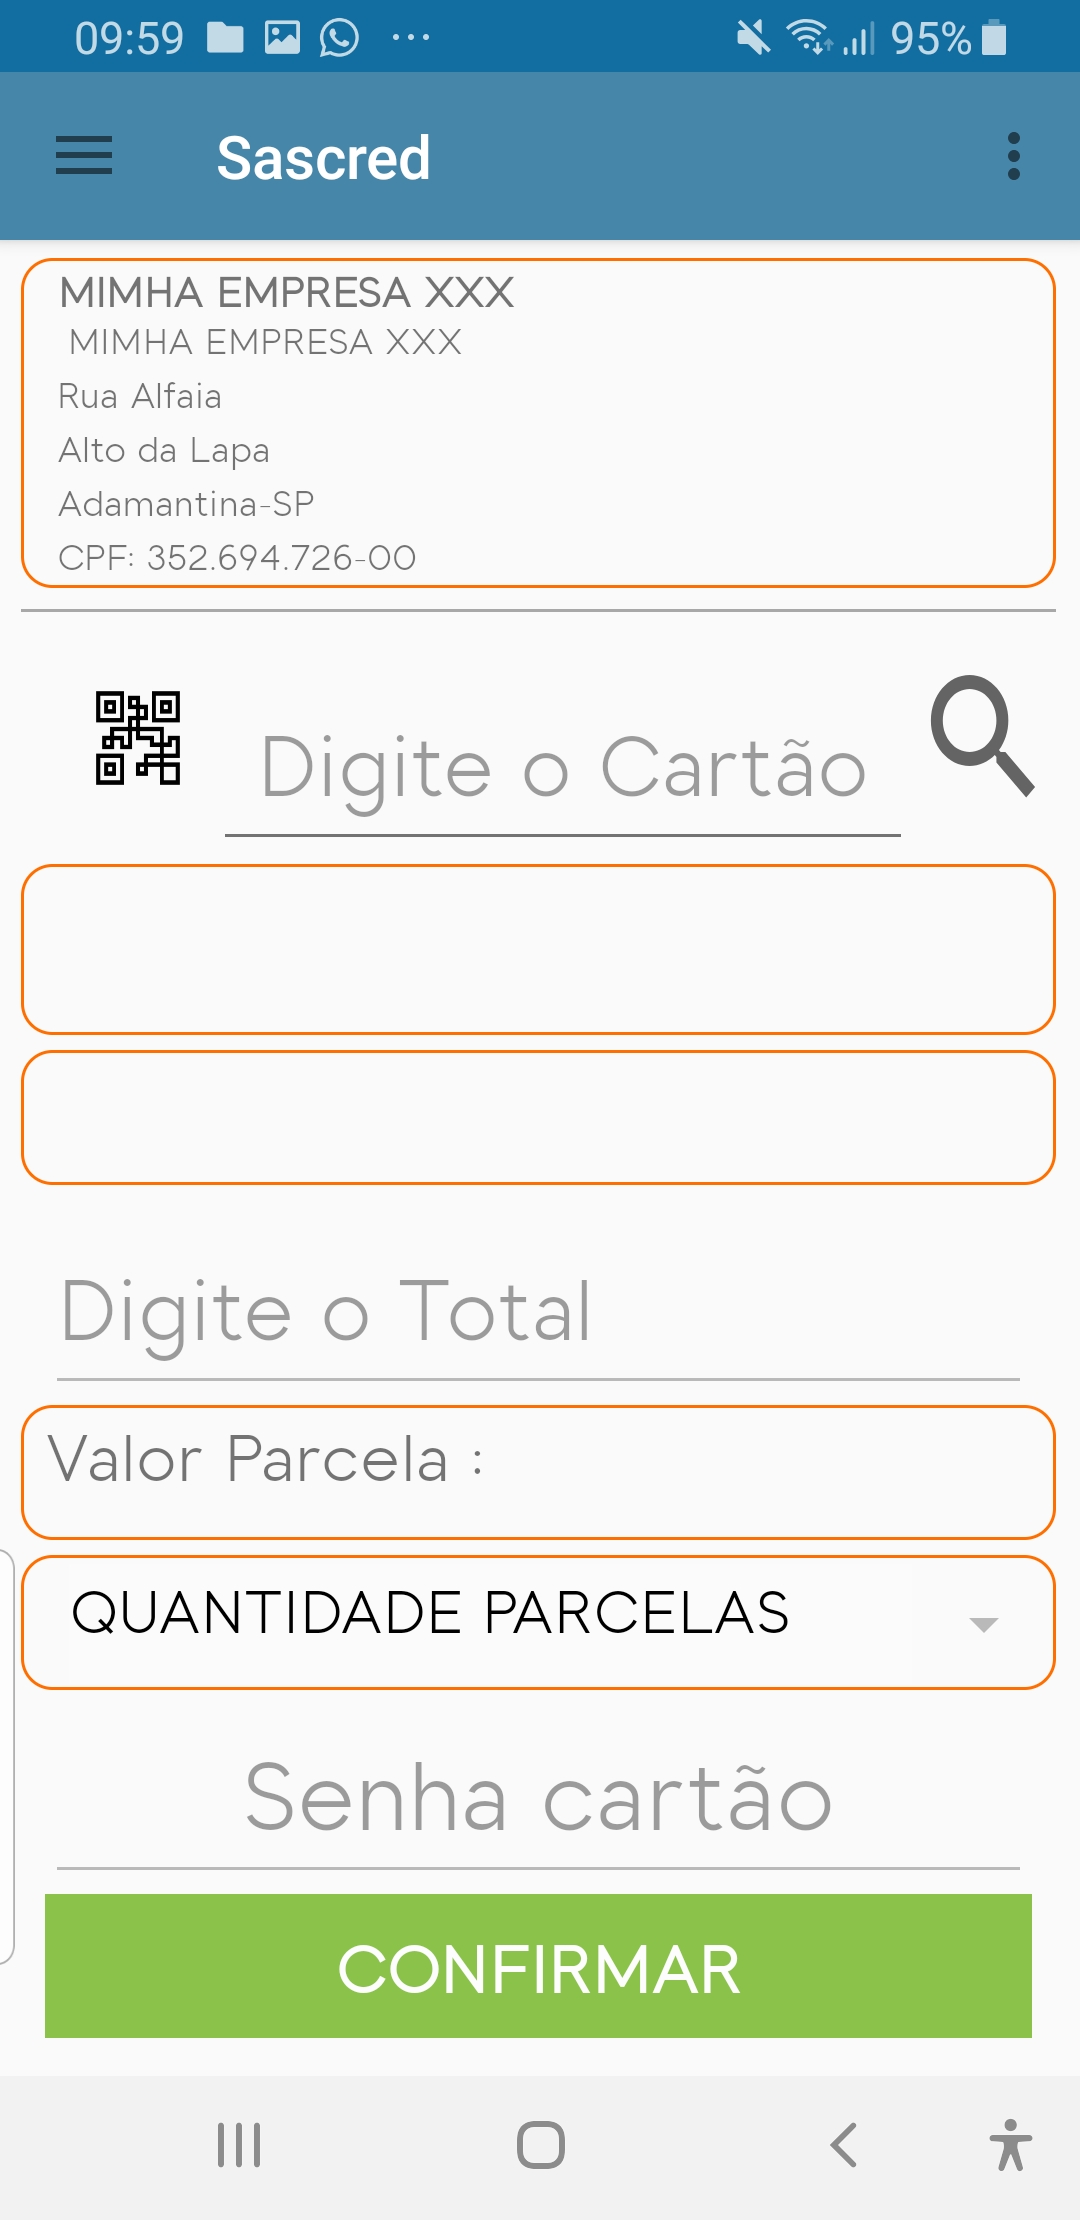 09:59
95%
Sascred
MIMHA EMPRESA XXX
MIMHA EMPRESA XXX
Rua Alfaia
Alto da Lapa
Adamantina-SP
CPF: 352.694.726-00
Digite o Cartão
Digite o Total
Valor Parcela :
QUANTIDADE PARCELAS
Senha cartão
CONFIRMAR